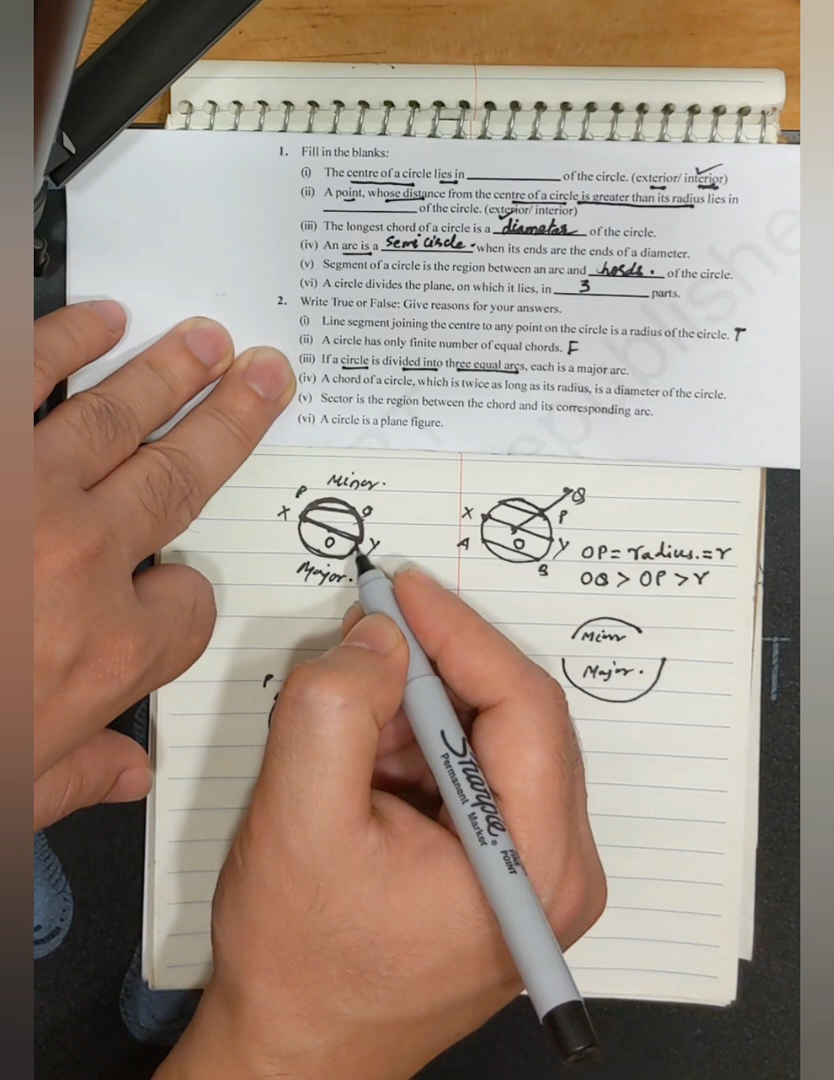 1. Fill in the blanks:
(i) The centre of a circle lies in ____________ of the circle. (exterior/ interior)
(ii) A point, whose distance from the centre of a circle is greater than its radius lies in
____________ of the circle. (exterior/ interior)
(iii) The longest chord of a circle is a diameter of the circle.
(iv) An arc is a semi circle when its ends are the ends of a diameter.
(v) Segment of a circle is the region between an arc and chords. of the circle.
(vi) A circle divides the plane, on which it lies, in 3 parts.
2. Write True or False: Give reasons for your answers.
(i) Line segment joining the centre to any point on the circle is a radius of the circle. T
(ii) A circle has only finite number of equal chords. F
(iii) If a circle is divided into three equal arcs, each is a major arc.
(iv) A chord of a circle, which is twice as long as its radius, is a diameter of the circle.
(v) Sector is the region between the chord and its corresponding arc.
(vi) A circle is a plane figure.
Minor.
P
X Q
O Y
Major.
Q
X P
A O Y
B
OP = radius. = r
OQ > OP > r
Minor
Major.
P
Sharpie
Permanent Marker
FINE POINT